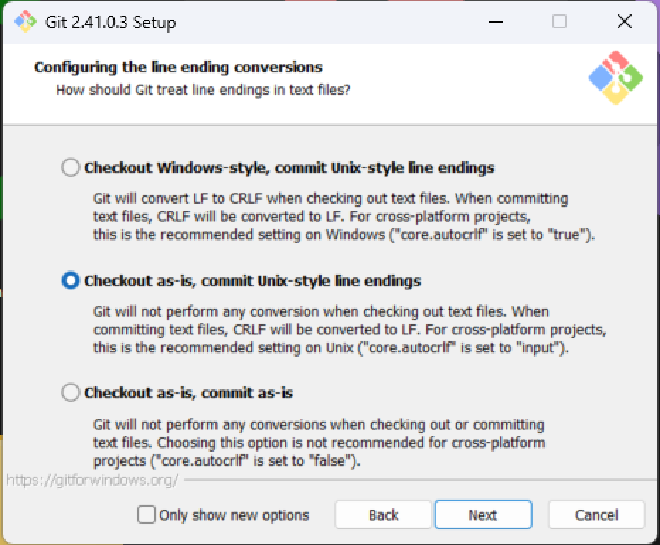 Git 2.41.0.3 Setup
Configuring the line ending conversions
How should Git treat line endings in text files?
Checkout Windows-style, commit Unix-style line endings
Git will convert LF to CRLF when checking out text files. When committing
text files, CRLF will be converted to LF. For cross-platform projects,
this is the recommended setting on Windows ("core.autocrlf" is set to "true").
Checkout as-is, commit Unix-style line endings
Git will not perform any conversion when checking out text files. When
committing text files, CRLF will be converted to LF. For cross-platform projects,
this is the recommended setting on Unix ("core.autocrlf" is set to "input").
Checkout as-is, commit as-is
Git will not perform any conversions when checking out or committing
text files. Choosing this option is not recommended for cross-platform
projects ("core.autocrlf" is set to "false").
https://gitforwindows.org/
Only show new options
Back
Next
Cancel